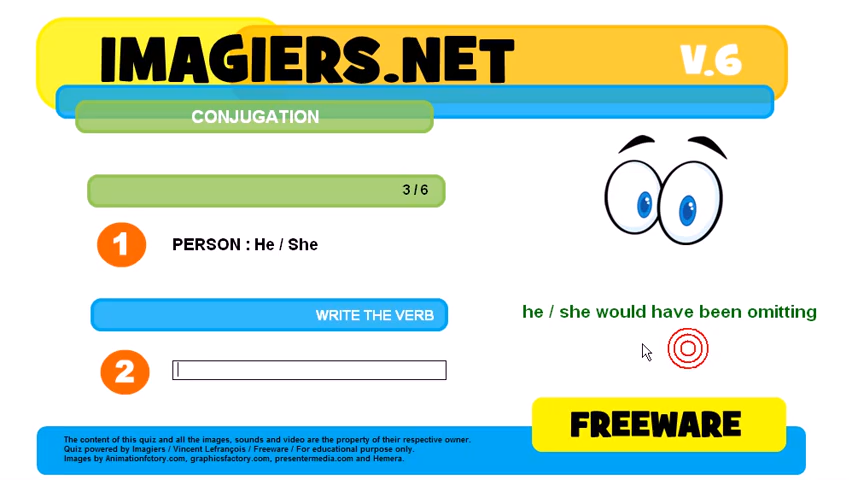 IMAGIERS.NET
V.6
CONJUGATION
3 / 6
1
PERSON : He / She
WRITE THE VERB
he / she would have been omitting
2
FREEWARE
The content of this quiz and all the images, sounds and video are the property of their respective owner.
Quiz powered by Imagiers / Vincent Lefrançois / Freeware / For educational purpose only.
Images by Animationfctory.com, graphicsfactory.com, presentermedia.com and Hemera.